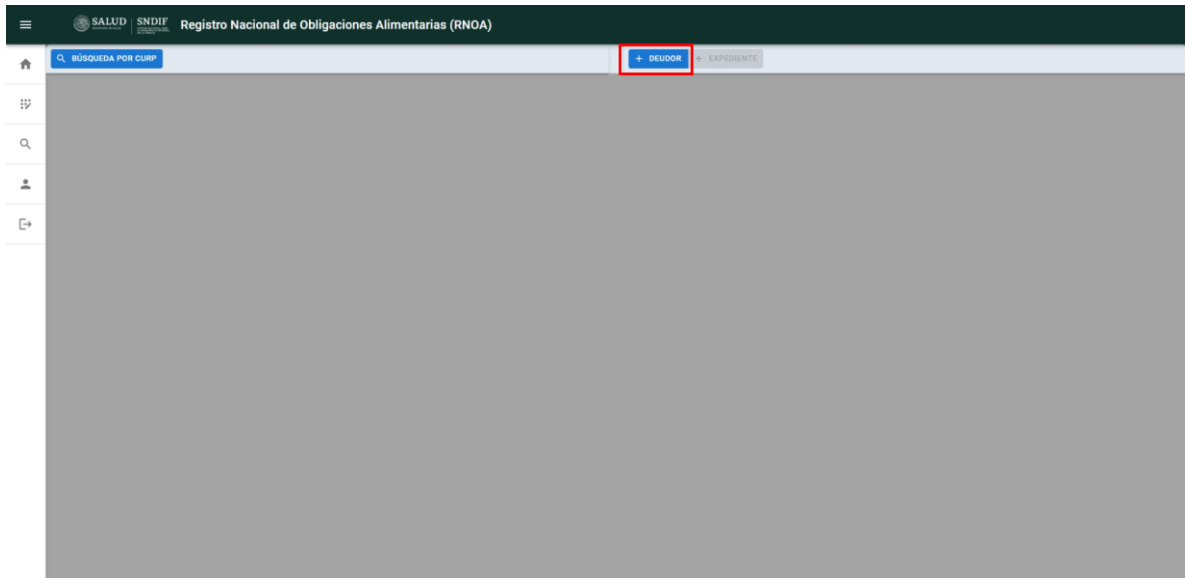 SALUD SNDIF Registro Nacional de Obligaciones Alimentarias (RNOA)
BÚSQUEDA POR CURP + DEUDOR + EXPEDIENTE